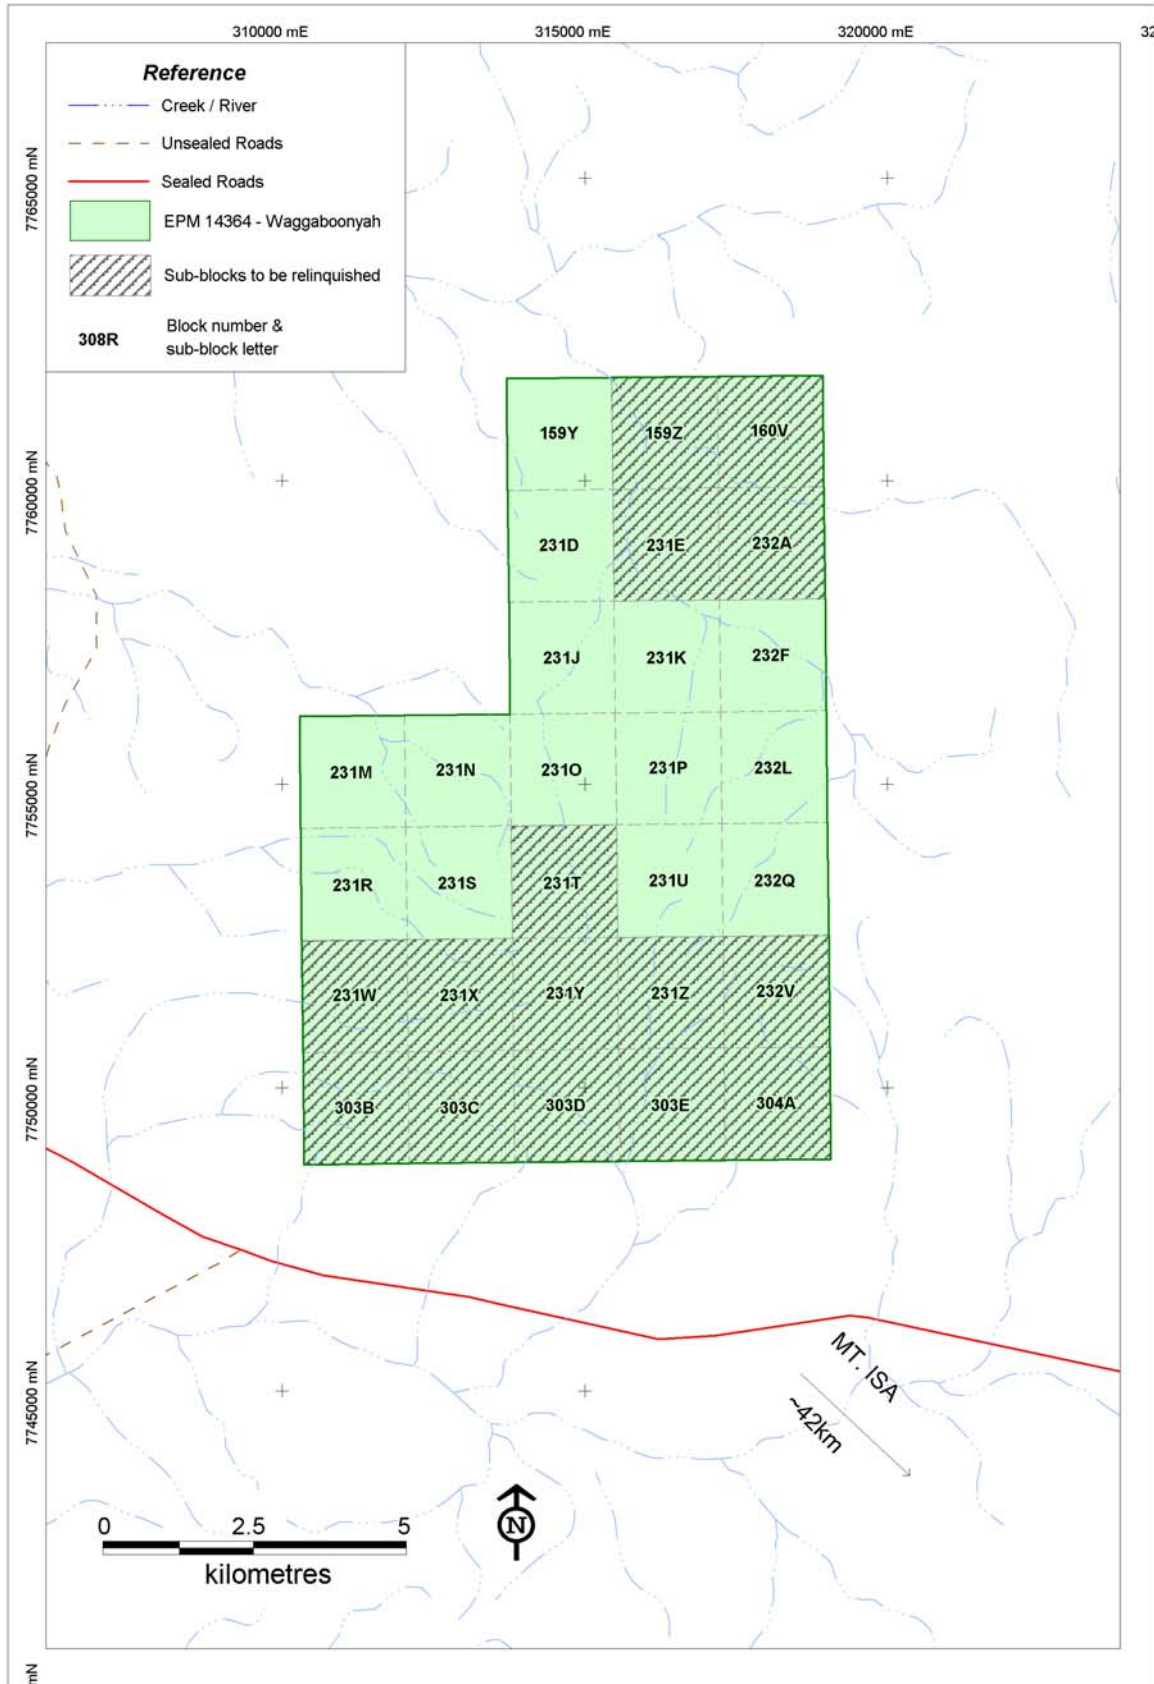 310000 mE 315000 mE 320000 mE 32
Reference
Creek / River
Unsealed Roads
Sealed Roads
EPM 14364 - Waggaboonyah
Sub-blocks to be relinquished
308R Block number &
sub-block letter
7765000 mN
7760000 mN
7755000 mN
7750000 mN
7745000 mN
mN
159Y 159Z 160V
231D 231E 232A
231J 231K 232F
231M 231N 231O 231P 232L
231R 231S 231T 231U 232Q
231W 231X 231Y 231Z 232V
303B 303C 303D 303E 304A
MT. ISA
~42km
N
0 2.5 5
kilometres